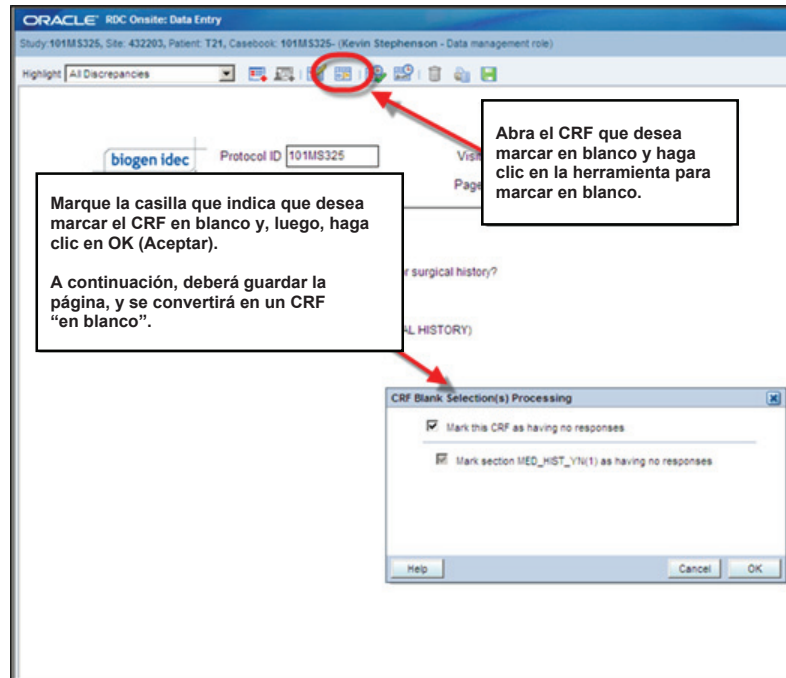 ORACLE® RDC Onsite: Data Entry
Study:101MS325, Site: 432203, Patient: T21, Casebook: 101MS325- (Kevin Stephenson - Data management role)
Highlight All Discrepancies
Abra el CRF que desea
marcar en blanco y haga
clic en la herramienta para
marcar en blanco.
biogen idec
Protocol ID 101MS325
Page
Marque la casilla que indica que desea
marcar el CRF en blanco y, luego, haga
clic en OK (Aceptar).
A continuación, deberá guardar la
página, y se convertirá en un CRF
“en blanco”.
surgical history?
HISTORY)
CRF Blank Selection(s) Processing
Mark this CRF as having no responses
Mark section MED_HIST_YN(1) as having no responses
Help
Cancel
OK